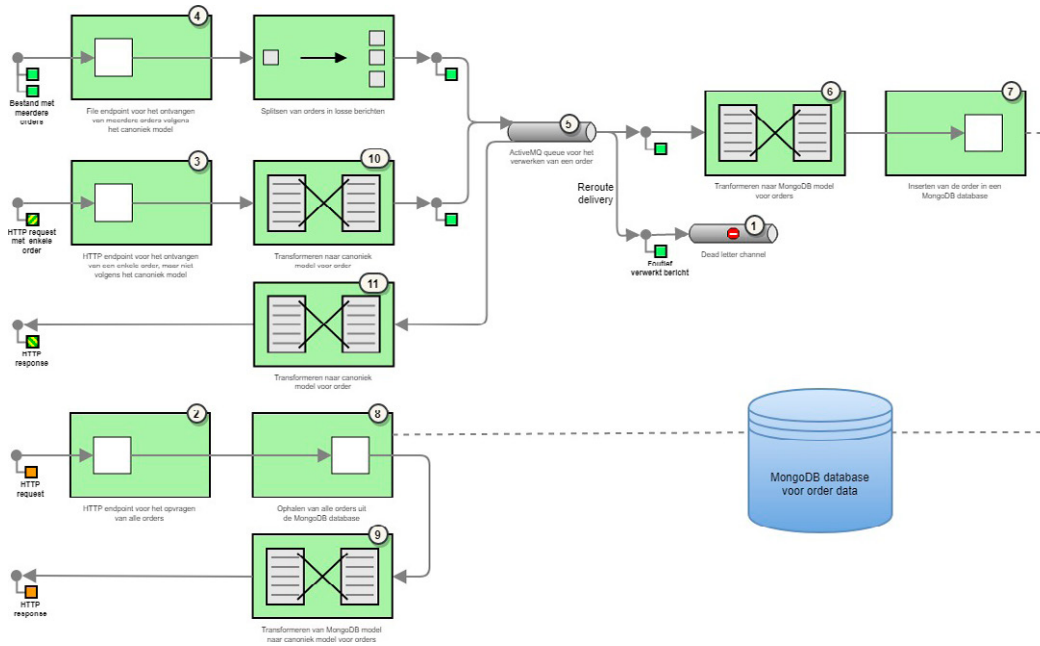 4
Bestand met
meerdere
orders
File endpoint voor het ontvangen
van meerdere orders volgens
het canoniek model
Splitsen van orders in losse berichten
5
ActiveMQ queue voor het
verwerken van een order
6
Tranformeren naar MongoDB model
voor orders
7
Inserten van de order in een
MongoDB database
3
HTTP request
met enkele
order
HTTP endpoint voor het ontvangen
van een enkele order, maar niet
volgens het canoniek model
10
Transformeren naar canoniek
model voor order
Reroute
delivery
1
Foutief
verwerkt bericht
Dead letter channel
11
HTTP
response
Transformeren naar canoniek
model voor order
2
HTTP
request
HTTP endpoint voor het opvragen
van alle orders
8
Ophalen van alle orders uit
de MongoDB database
MongoDB database
voor order data
9
HTTP
response
Transformeren van MongoDB model
naar canoniek model voor orders